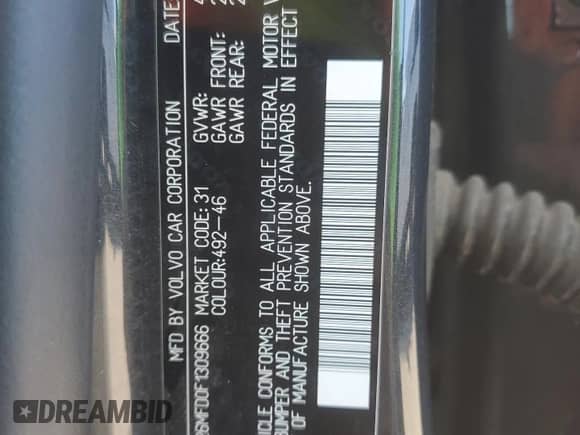 MFD BY VOLVO CAR CORPORATION DATE:
GVWR:
GAWR FRONT:
GAWR REAR:
1309666 MARKET CODE:31
COLOUR:492-46
CONFORMS TO ALL APPLICABLE FEDERAL MOTOR
BUMPER AND THEFT PREVENTION STANDARDS IN EFFECT
OF MANUFACTURE SHOWN ABOVE.
DREAMBID